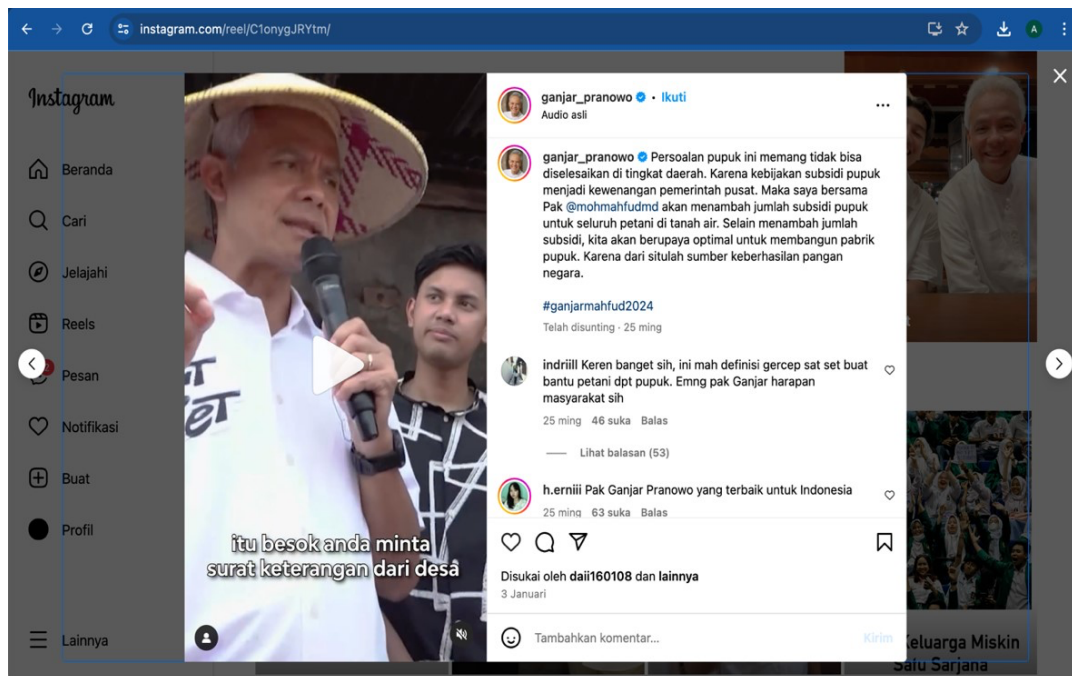 instagram.com/reel/C1onygJRYtm/
A
Instagram
Beranda
Cari
Jelajahi
Reels
Pesan
Notifikasi
Buat
Profil
Lainnya
itu besok anda minta
surat keterangan dari desa
ganjar_pranowo • Ikuti
Audio asli
ganjar_pranowo Persoalan pupuk ini memang tidak bisa
diselesaikan di tingkat daerah. Karena kebijakan subsidi pupuk
menjadi kewenangan pemerintah pusat. Maka saya bersama
Pak @mohmahfudmd akan menambah jumlah subsidi pupuk
untuk seluruh petani di tanah air. Selain menambah jumlah
subsidi, kita akan berupaya optimal untuk membangun pabrik
pupuk. Karena dari situlah sumber keberhasilan pangan
negara.
#ganjarmahfud2024
Telah disunting · 25 ming
indriill Keren banget sih, ini mah definisi gercep sat set buat
bantu petani dpt pupuk. Emng pak Ganjar harapan
masyarakat sih
25 ming 46 suka Balas
Lihat balasan (53)
h.erniii Pak Ganjar Pranowo yang terbaik untuk Indonesia
25 ming 63 suka Balas
Disukai oleh daii160108 dan lainnya
3 Januari
Tambahkan komentar...
Kirim
Keluarga Miskin
Satu Sarjana